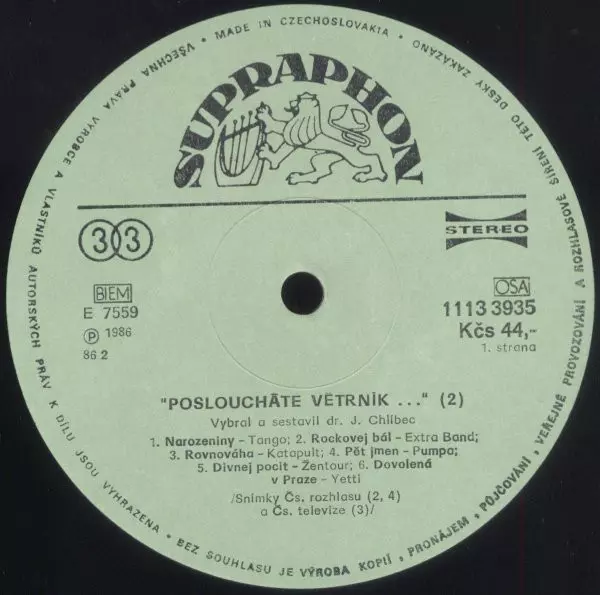 MADE IN CZECHOSLOVAKIA • VŠECHNA PRÁVA VÝROBCE A VLASTNÍKŮ AUTORSKÝCH PRÁV K DÍLU JSOU VYHRAZENA • BEZ SOUHLASU JE VÝROBA KOPIÍ, PRONÁJEM, PŮJČOVÁNÍ, VEŘEJNÉ PROVOZOVÁNÍ A ROZHLASOVÉ ŠÍŘENÍ TÉTO DESKY ZAKÁZÁNO
SUPRAPHON
33
STEREO
BIEM
E 7559
Ⓟ 1986
86 2
OSA
1113 3935
Kčs 44,-
1. strana
"POSLOUCHÁTE VĚTRNÍK ..." (2)
Vybral a sestavil dr. J. Chlíbec
1. Narozeniny - Tango; 2. Rockovej bál - Extra Band;
3. Rovnováha - Katapult; 4. Pět jmen - Pumpa;
5. Divnej pocit - Žentour; 6. Dovolená
v Praze - Yetti
/Snímky Čs. rozhlasu (2, 4)
a Čs. televize (3)/